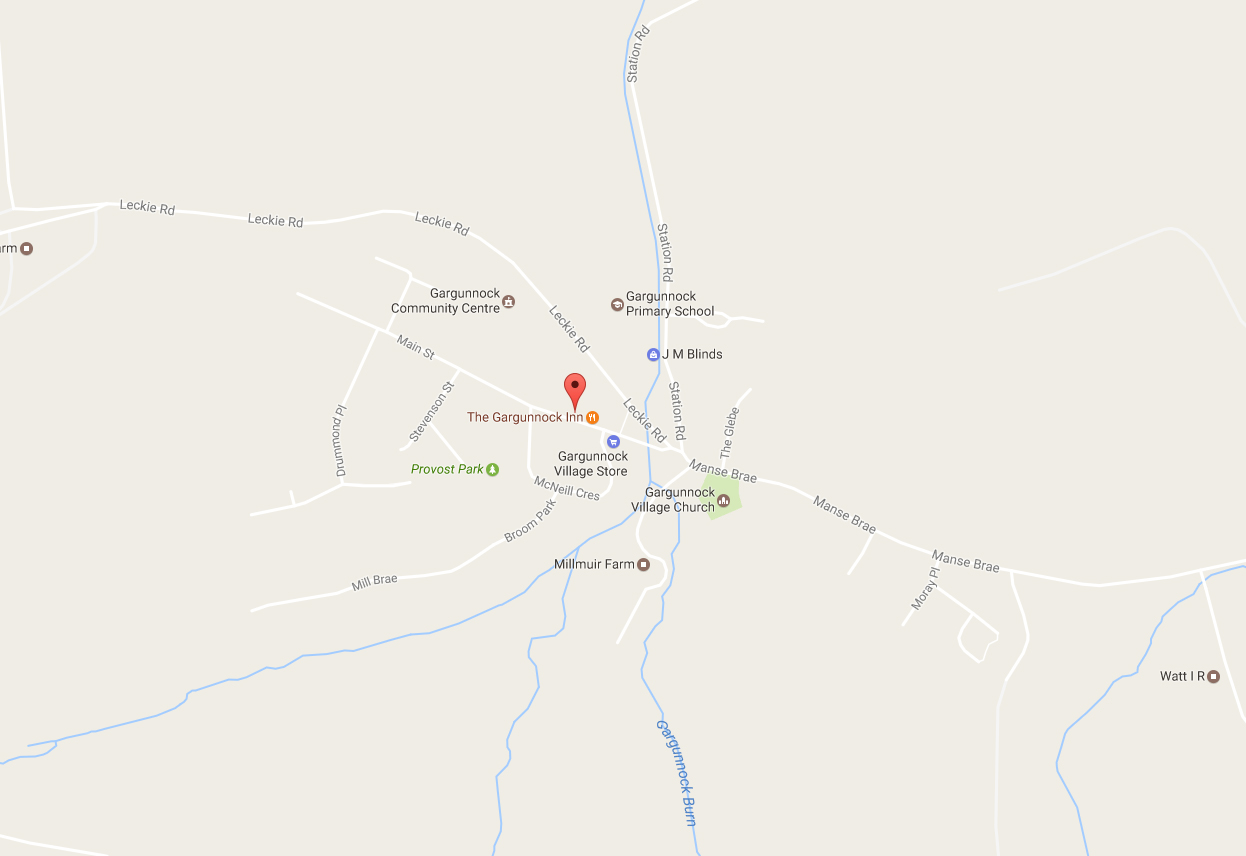 Station Rd
Leckie Rd
Leckie Rd
Leckie Rd
Station Rd
arm
Gargunnock
Community Centre
Gargunnock
Primary School
Leckie Rd
Main St
J M Blinds
Stevenson St
Station Rd
The Gargunnock Inn
Leckie Rd
The Glebe
Drummond Pl
Gargunnock
Village Store
Provost Park
Manse Brae
McNeill Cres
Gargunnock
Village Church
Broom Park
Manse Brae
Millmuir Farm
Manse Brae
Mill Brae
Moray Pl
Watt I R
Gargunnock Burn